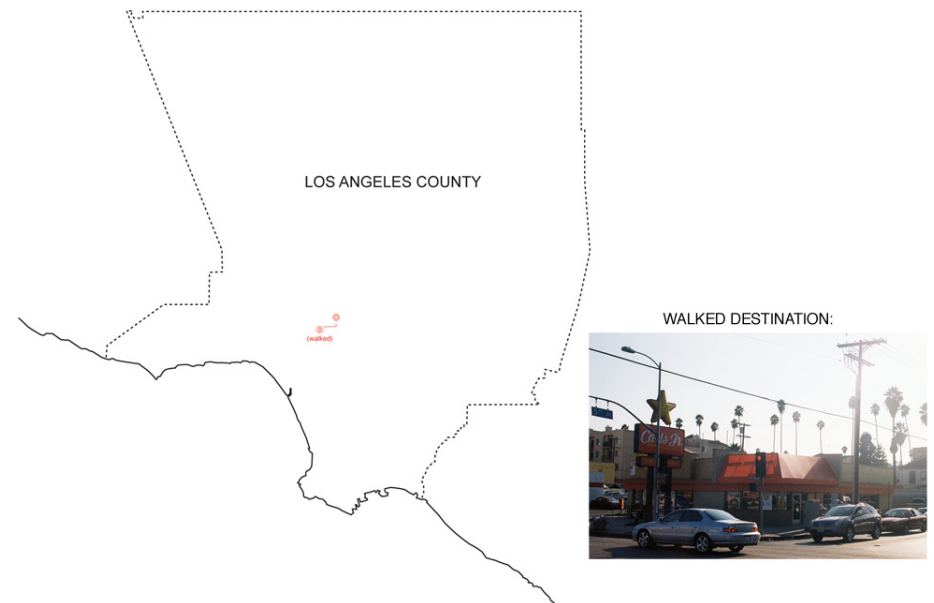 LOS ANGELES COUNTY
O
D
(walked)
WALKED DESTINATION:
Carl's Jr.